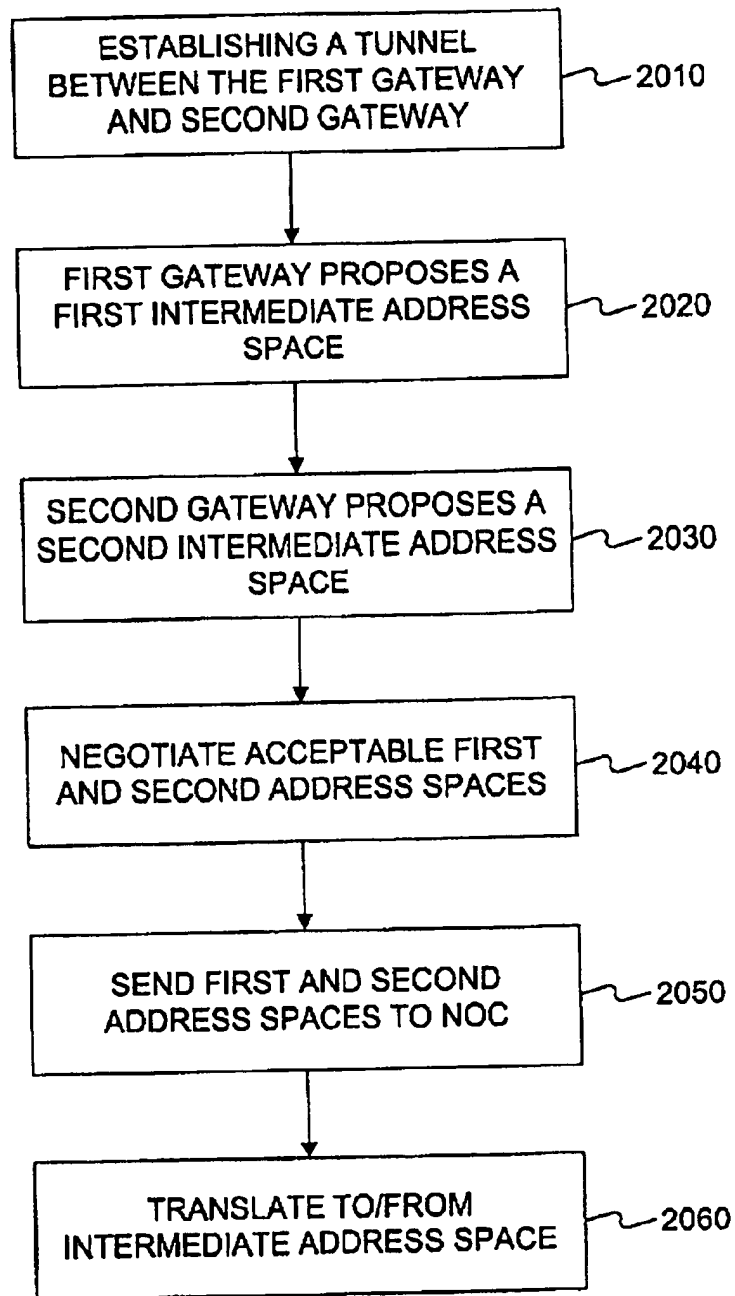 ESTABLISHING A TUNNEL
BETWEEN THE FIRST GATEWAY
AND SECOND GATEWAY
2010
FIRST GATEWAY PROPOSES A
FIRST INTERMEDIATE ADDRESS
SPACE
2020
SECOND GATEWAY PROPOSES A
SECOND INTERMEDIATE ADDRESS
SPACE
2030
NEGOTIATE ACCEPTABLE FIRST
AND SECOND ADDRESS SPACES
2040
SEND FIRST AND SECOND
ADDRESS SPACES TO NOC
2050
TRANSLATE TO/FROM
INTERMEDIATE ADDRESS SPACE
2060